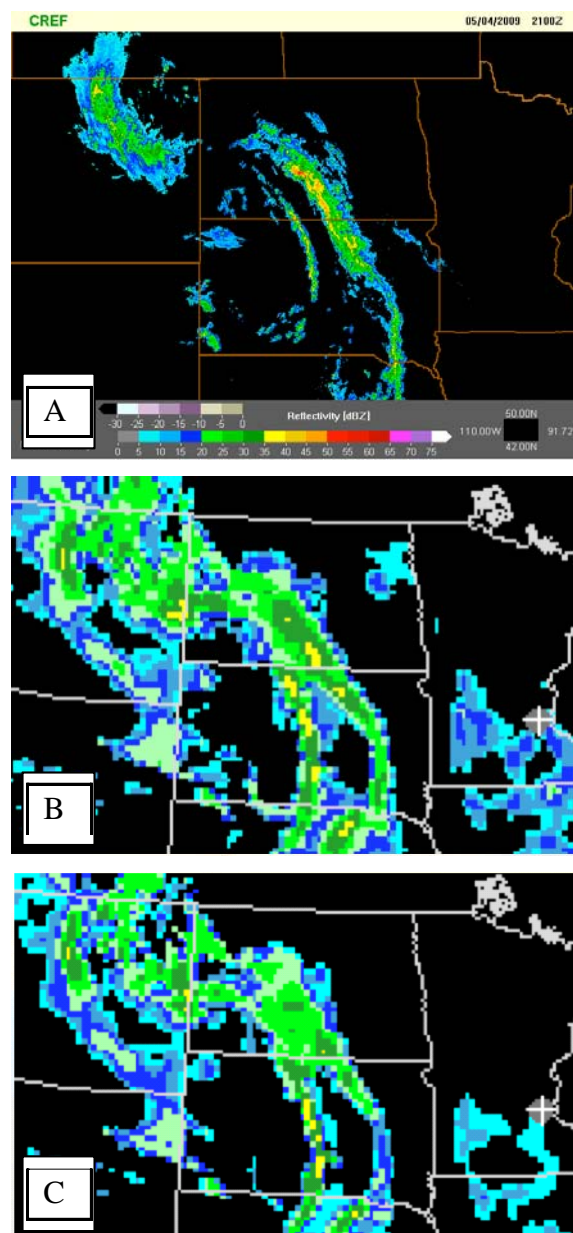 CREF 05/04/2009 2100Z
A
-30 -25 -20 -15 -10 -5 0
Reflectivity [dBZ]
0 5 10 15 20 25 30 35 40 45 50 55 60 65 70 75
50.00N
110.00W 91.72
42.00N
B
C